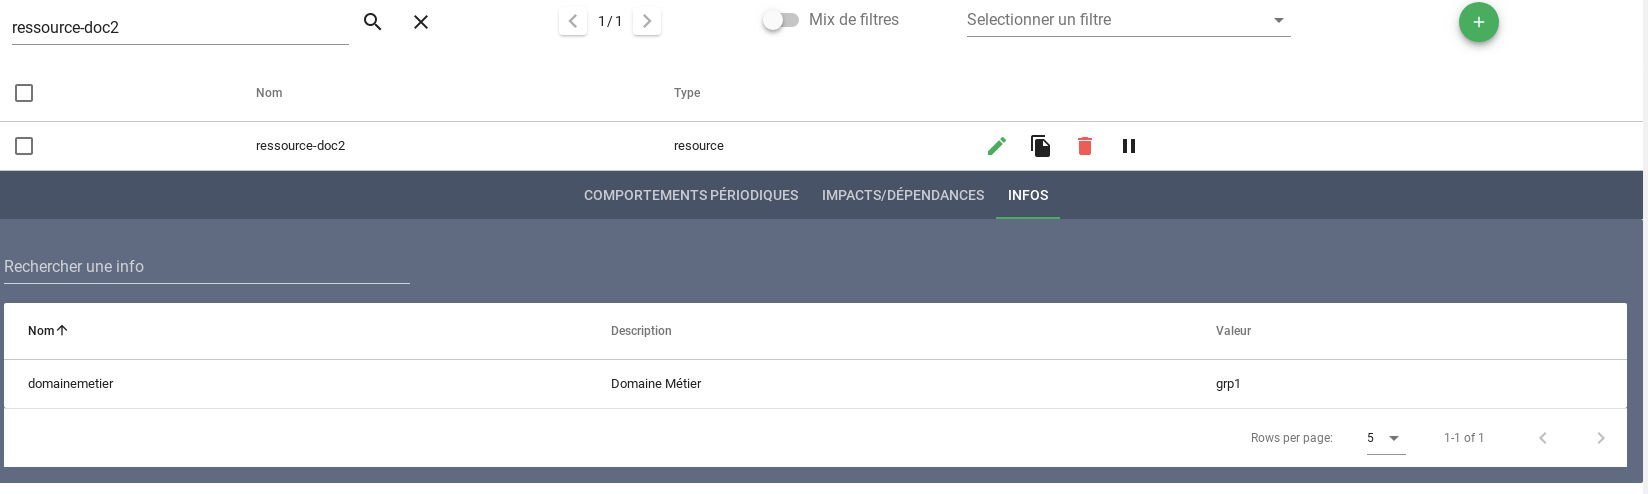 ressource-doc2
1/1
Mix de filtres
Selectionner un filtre
Nom
Type
ressource-doc2
resource
COMPORTEMENTS PÉRIODIQUES
IMPACTS/DÉPENDANCES
INFOS
Rechercher une info
Nom
Description
Valeur
domainemetier
Domaine Métier
grp1
Rows per page:
5
1-1 of 1